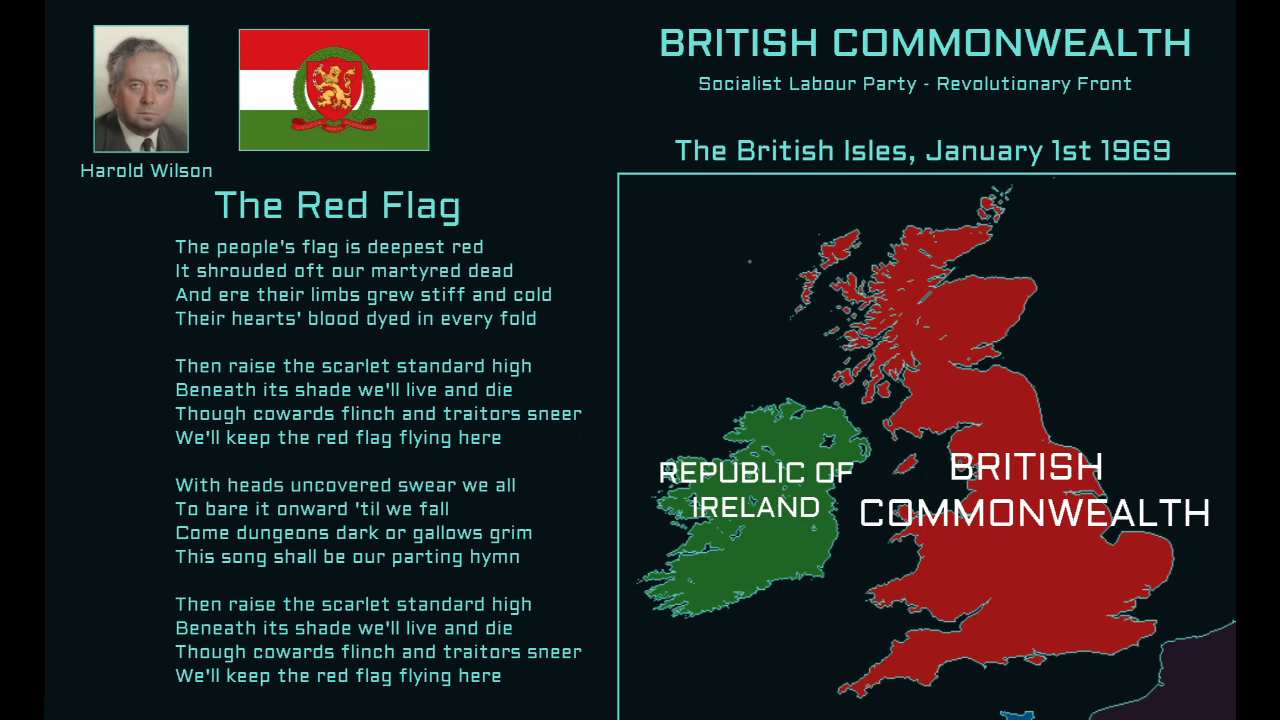 BRITISH COMMONWEALTH
Socialist Labour Party - Revolutionary Front
The British Isles, January 1st 1969
Harold Wilson
The Red Flag
The people's flag is deepest red
It shrouded oft our martyred dead
And ere their limbs grew stiff and cold
Their hearts' blood dyed in every fold
Then raise the scarlet standard high
Beneath its shade we'll live and die
Though cowards flinch and traitors sneer
We'll keep the red flag flying here
With heads uncovered swear we all
To bare it onward 'til we fall
Come dungeons dark or gallows grim
This song shall be our parting hymn
Then raise the scarlet standard high
Beneath its shade we'll live and die
Though cowards flinch and traitors sneer
We'll keep the red flag flying here
REPUBLIC OF
IRELAND
BRITISH
COMMONWEALTH